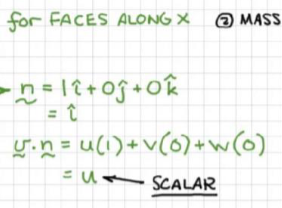 for FACES ALONG X ② MASS
n = 1î + 0ĵ + 0k̂
= î
v·n = u(1) + v(0) + w(0)
= u ← SCALAR